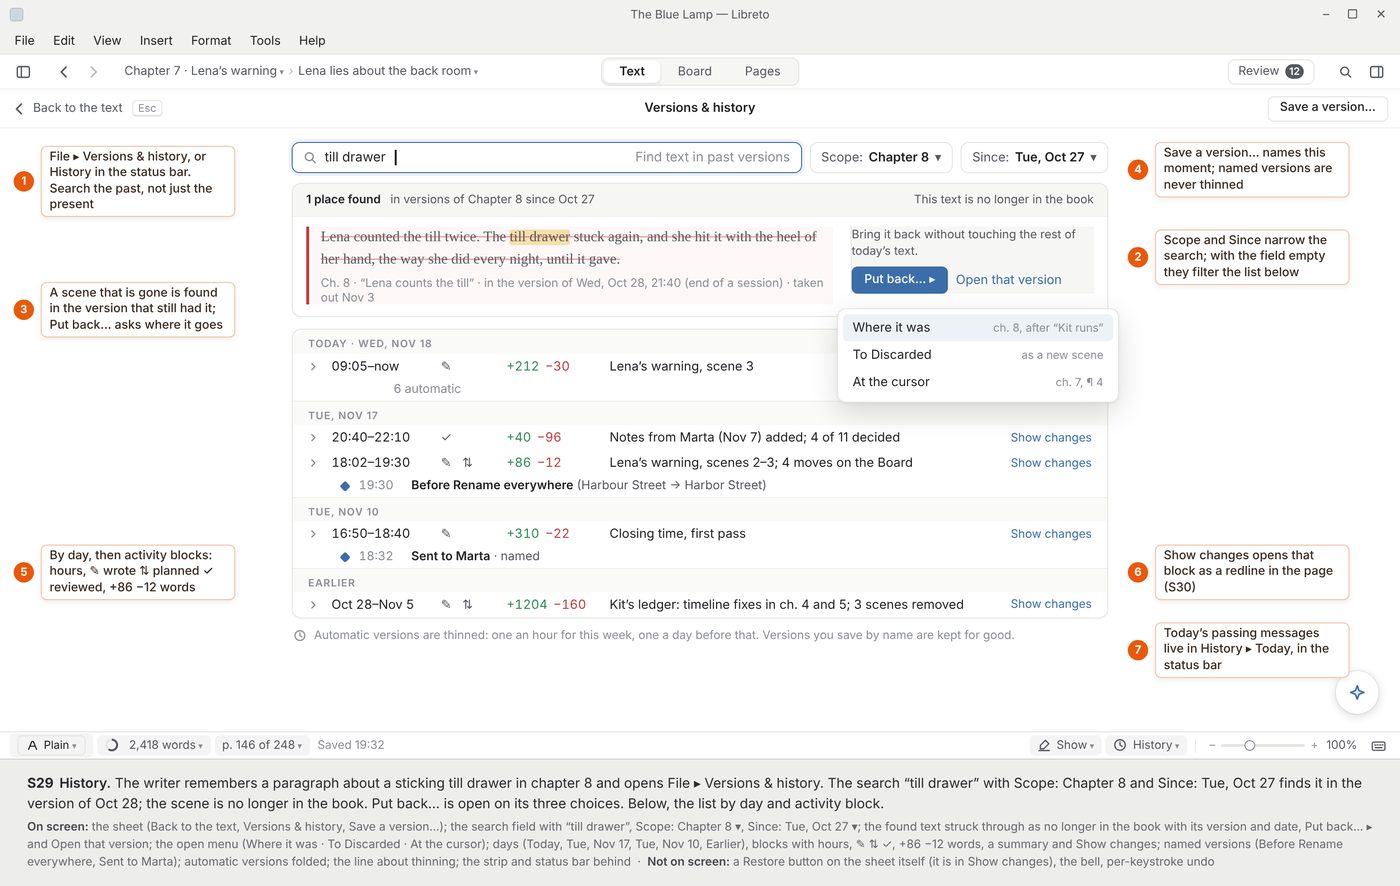 The Blue Lamp — Libreto
File Edit View Insert Format Tools Help
Chapter 7 · Lena’s warning ▾ › Lena lies about the back room ▾
Text Board Pages
Review 12
Back to the text Esc
Versions & history
Save a version...
1
File ▸ Versions & history, or
History in the status bar.
Search the past, not just the
present
till drawer
Find text in past versions
Scope: Chapter 8 ▾
Since: Tue, Oct 27 ▾
4
Save a version... names this
moment; named versions are
never thinned
1 place found in versions of Chapter 8 since Oct 27
This text is no longer in the book
Lena counted the till twice. The till drawer stuck again, and she hit it with the heel of
her hand, the way she did every night, until it gave.
Ch. 8 · “Lena counts the till” · in the version of Wed, Oct 28, 21:40 (end of a session) · taken
out Nov 3
Bring it back without touching the rest of
today’s text.
Put back... ▸ Open that version
2
Scope and Since narrow the
search; with the field empty
they filter the list below
3
A scene that is gone is found
in the version that still had it;
Put back... asks where it goes
Where it was ch. 8, after “Kit runs”
To Discarded as a new scene
At the cursor ch. 7, ¶ 4
TODAY · WED, NOV 18
09:05–now ✎ +212 −30 Lena’s warning, scene 3
6 automatic
TUE, NOV 17
20:40–22:10 ✓ +40 −96 Notes from Marta (Nov 7) added; 4 of 11 decided Show changes
18:02–19:30 ✎ ⇅ +86 −12 Lena’s warning, scenes 2–3; 4 moves on the Board Show changes
◆ 19:30 Before Rename everywhere (Harbour Street → Harbor Street)
TUE, NOV 10
16:50–18:40 ✎ +310 −22 Closing time, first pass Show changes
◆ 18:32 Sent to Marta · named
EARLIER
Oct 28–Nov 5 ✎ ⇅ +1204 −160 Kit’s ledger: timeline fixes in ch. 4 and 5; 3 scenes removed Show changes
Automatic versions are thinned: one an hour for this week, one a day before that. Versions you save by name are kept for good.
5
By day, then activity blocks:
hours, ✎ wrote ⇅ planned ✓
reviewed, +86 −12 words
6
Show changes opens that
block as a redline in the page
(S30)
7
Today’s passing messages
live in History ▸ Today, in the
status bar
A Plain ▾ 2,418 words ▾ p. 146 of 248 ▾ Saved 19:32
Show ▾ History ▾ − + 100%
S29 History. The writer remembers a paragraph about a sticking till drawer in chapter 8 and opens File ▸ Versions & history. The search “till drawer” with Scope: Chapter 8 and Since: Tue, Oct 27 finds it in the
version of Oct 28; the scene is no longer in the book. Put back... is open on its three choices. Below, the list by day and activity block.
On screen: the sheet (Back to the text, Versions & history, Save a version...); the search field with “till drawer”, Scope: Chapter 8 ▾, Since: Tue, Oct 27 ▾; the found text struck through as no longer in the book with its version and date, Put back... ▸
and Open that version; the open menu (Where it was · To Discarded · At the cursor); days (Today, Tue, Nov 17, Tue, Nov 10, Earlier), blocks with hours, ✎ ⇅ ✓, +86 −12 words, a summary and Show changes; named versions (Before Rename
everywhere, Sent to Marta); automatic versions folded; the line about thinning; the strip and status bar behind · Not on screen: a Restore button on the sheet itself (it is in Show changes), the bell, per-keystroke undo